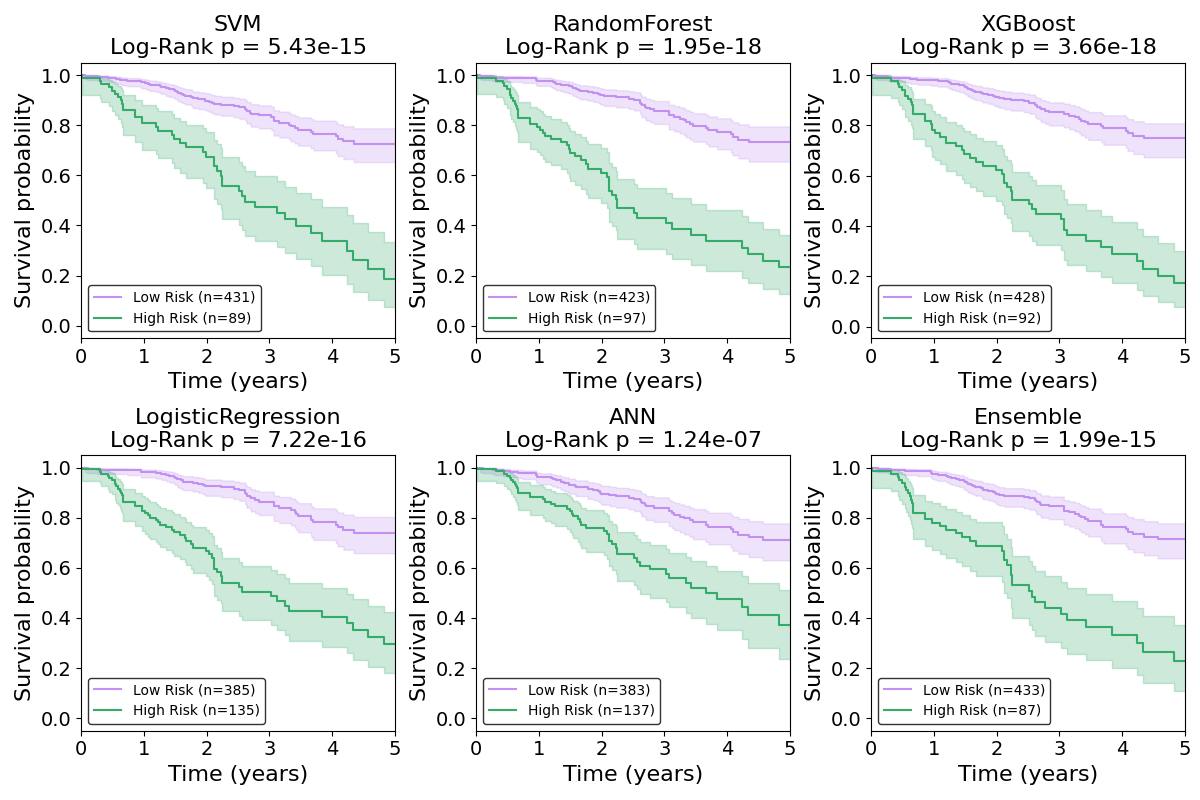 SVM
Log-Rank p = 5.43e-15
Survival probability
1.0
0.8
0.6
0.4
0.2
0.0
Low Risk (n=431)
High Risk (n=89)
0 1 2 3 4 5
Time (years)
RandomForest
Log-Rank p = 1.95e-18
Survival probability
1.0
0.8
0.6
0.4
0.2
0.0
Low Risk (n=423)
High Risk (n=97)
0 1 2 3 4 5
Time (years)
XGBoost
Log-Rank p = 3.66e-18
Survival probability
1.0
0.8
0.6
0.4
0.2
0.0
Low Risk (n=428)
High Risk (n=92)
0 1 2 3 4 5
Time (years)
LogisticRegression
Log-Rank p = 7.22e-16
Survival probability
1.0
0.8
0.6
0.4
0.2
0.0
Low Risk (n=385)
High Risk (n=135)
0 1 2 3 4 5
Time (years)
ANN
Log-Rank p = 1.24e-07
Survival probability
1.0
0.8
0.6
0.4
0.2
0.0
Low Risk (n=383)
High Risk (n=137)
0 1 2 3 4 5
Time (years)
Ensemble
Log-Rank p = 1.99e-15
Survival probability
1.0
0.8
0.6
0.4
0.2
0.0
Low Risk (n=433)
High Risk (n=87)
0 1 2 3 4 5
Time (years)